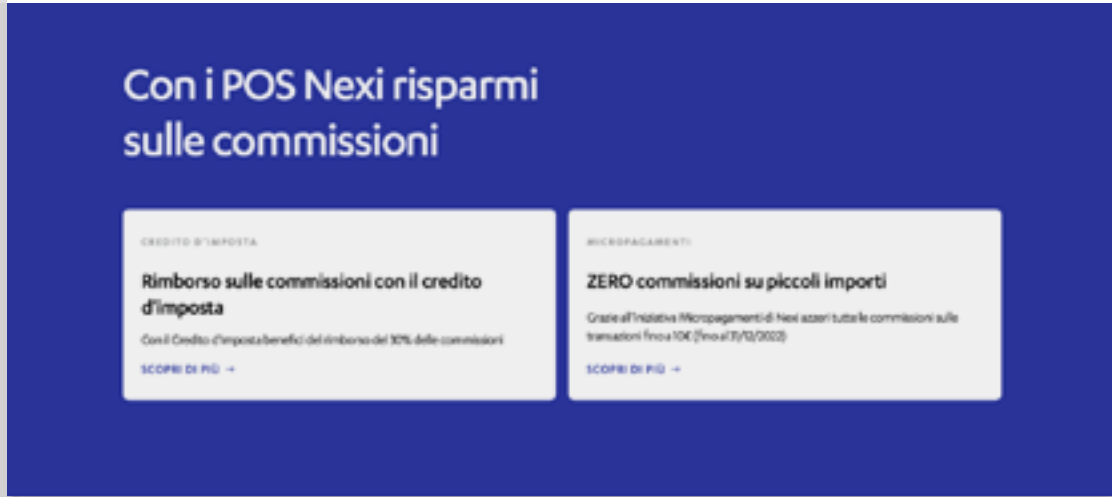 Con i POS Nexi risparmi
sulle commissioni
CREDITO D'IMPOSTA
Rimborso sulle commissioni con il credito
d'imposta
Con il Credito d'imposta benefici del rimborso del 30% delle commissioni
SCOPRI DI PIÙ →
MICROPAGAMENTI
ZERO commissioni su piccoli importi
Grazie all'iniziativa Micropagamenti di Nexi azzeri tutte le commissioni sulle
transazioni fino a 10€ (fino al 31/12/2022)
SCOPRI DI PIÙ →